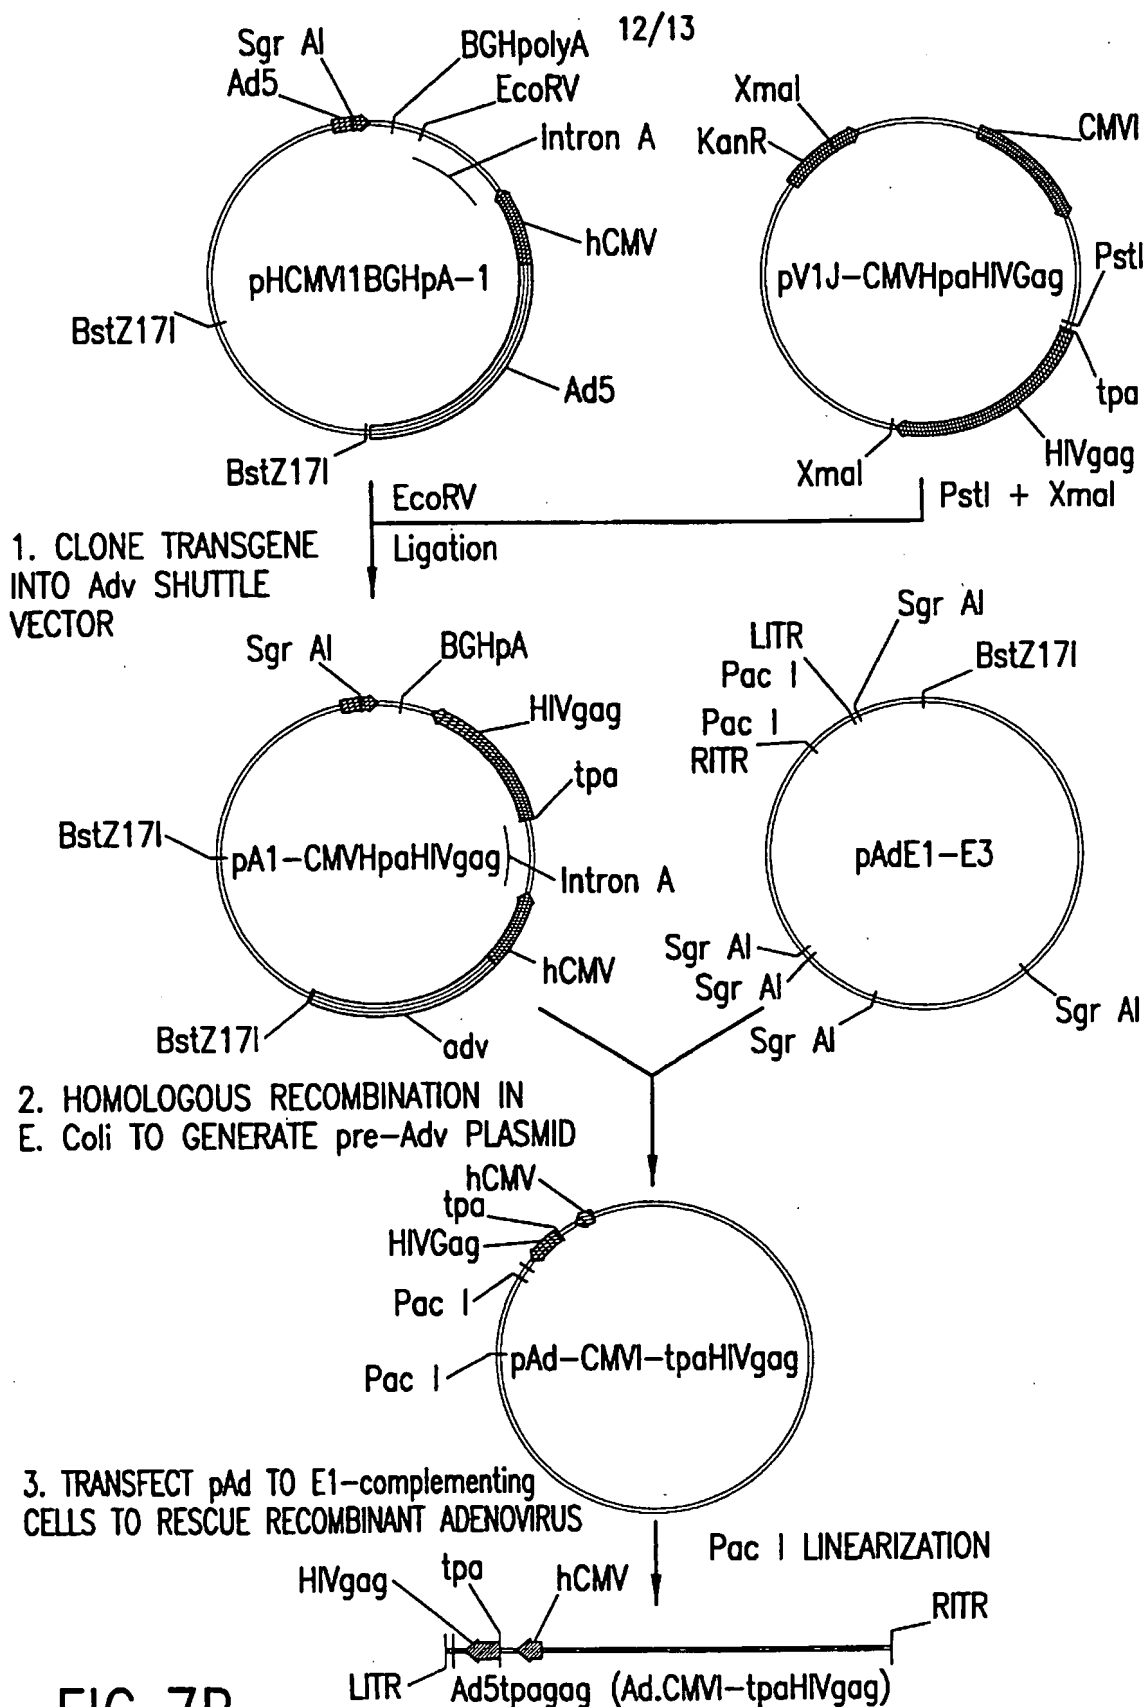 12/13
Sgr AI
BGHpolyA
Ad5
EcoRV
Intron A
hCMV
pHCMVI1BGHpA-1
BstZ17I
Ad5
BstZ17I
XmaI
CMVI
KanR
PstI
pV1J-CMVHpaHIVGag
tpa
HIVgag
XmaI
EcoRV
PstI + XmaI
Ligation
1. CLONE TRANSGENE
INTO Adv SHUTTLE
VECTOR
Sgr AI
BGHpA
HIVgag
tpa
BstZ17I
pA1-CMVHpaHIVgag
Intron A
hCMV
BstZ17I
adv
Sgr AI
LITR
Pac I
BstZ17I
Pac I
RITR
pAdE1-E3
Sgr AI
Sgr AI
Sgr AI
Sgr AI
2. HOMOLOGOUS RECOMBINATION IN
E. Coli TO GENERATE pre-Adv PLASMID
hCMV
tpa
HIVGag
Pac I
pAd-CMVI-tpaHIVgag
Pac I
3. TRANSFECT pAd TO E1-complementing
CELLS TO RESCUE RECOMBINANT ADENOVIRUS
Pac I LINEARIZATION
HIVgag
tpa
hCMV
RITR
LITR
Ad5tpagag (Ad.CMVI-tpaHIVgag)
FIG. 7B